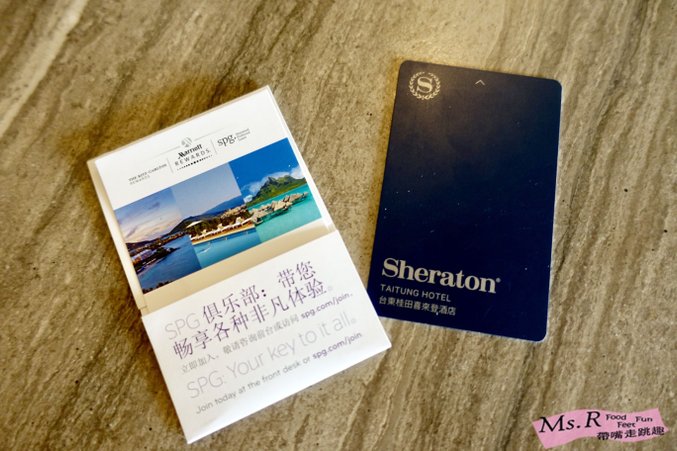 THE RITZ-CARLTON
REWARDS
Marriott
REWARDS
spg
SPG 俱乐部：带您
畅享各种非凡体验。
立即加入，敬请咨询前台或访问 spg.com/join.
SPG: Your key to it all.
Join today at the front desk or spg.com/join
S
Sheraton®
TAITUNG HOTEL
台東桂田喜來登酒店
Ms.R Food Feet Fun
帶嘴走跳趣